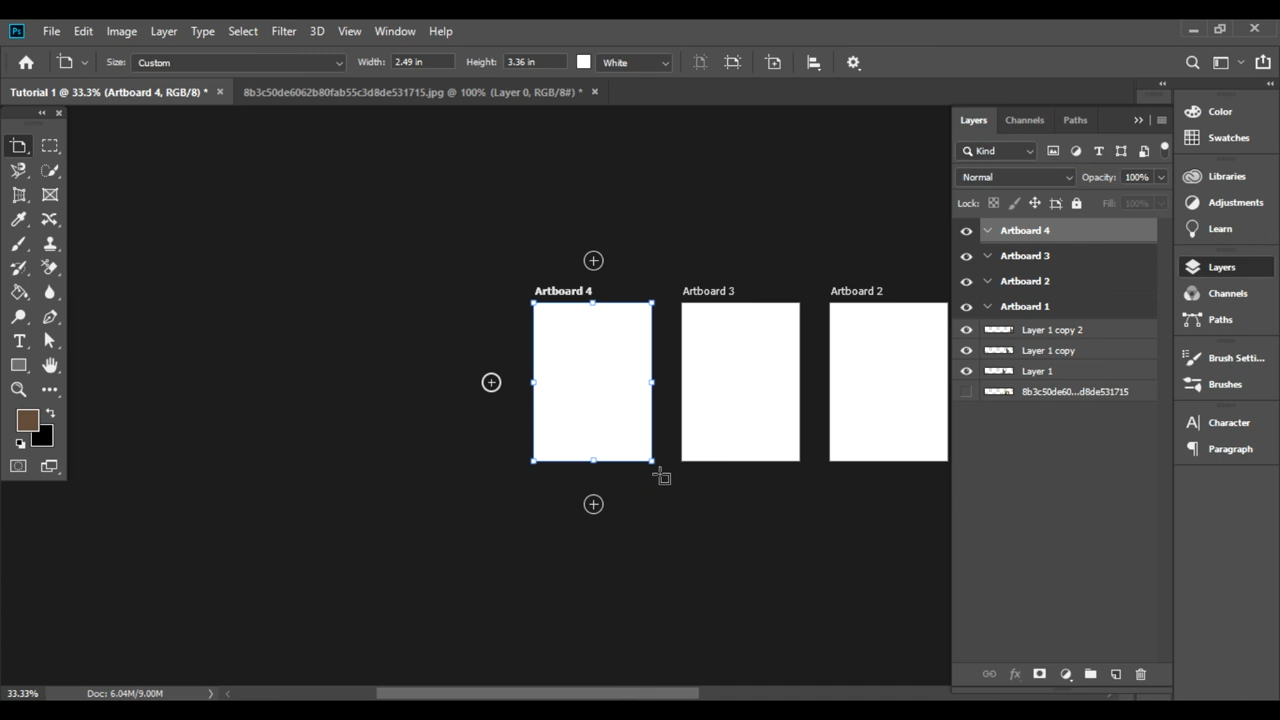 Ps File Edit Image Layer Type Select Filter 3D View Window Help
Size: Custom Width: 2.49 in Height: 3.36 in White
Tutorial 1 @ 33.3% (Artboard 4, RGB/8) * × 8b3c50de6062b80fab55c3d8de531715.jpg @ 100% (Layer 0, RGB/8#) * ×
Layers Channels Paths
Kind
Normal Opacity: 100%
Lock: Fill: 100%
Artboard 4
Artboard 3
Artboard 2
Artboard 1
Layer 1 copy 2
Layer 1 copy
Layer 1
8b3c50de60...d8de531715
Color
Swatches
Libraries
Adjustments
Learn
Layers
Channels
Paths
Brush Setti...
Brushes
Character
Paragraph
Artboard 4 Artboard 3 Artboard 2
33.33% Doc: 6.04M/9.00M